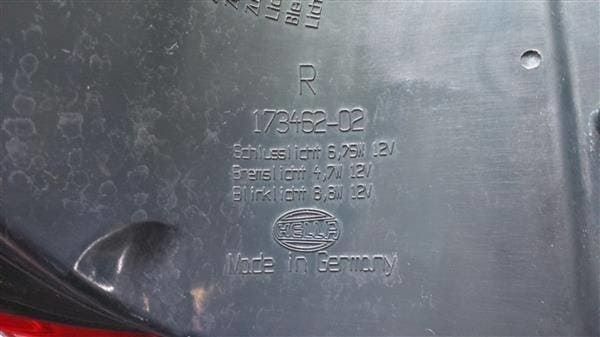 R
173462-02
Schlusslicht 6,75W 12V
Bremslicht 4,7W 12V
Blinklicht 8,8W 12V
HELLA
Made in Germany